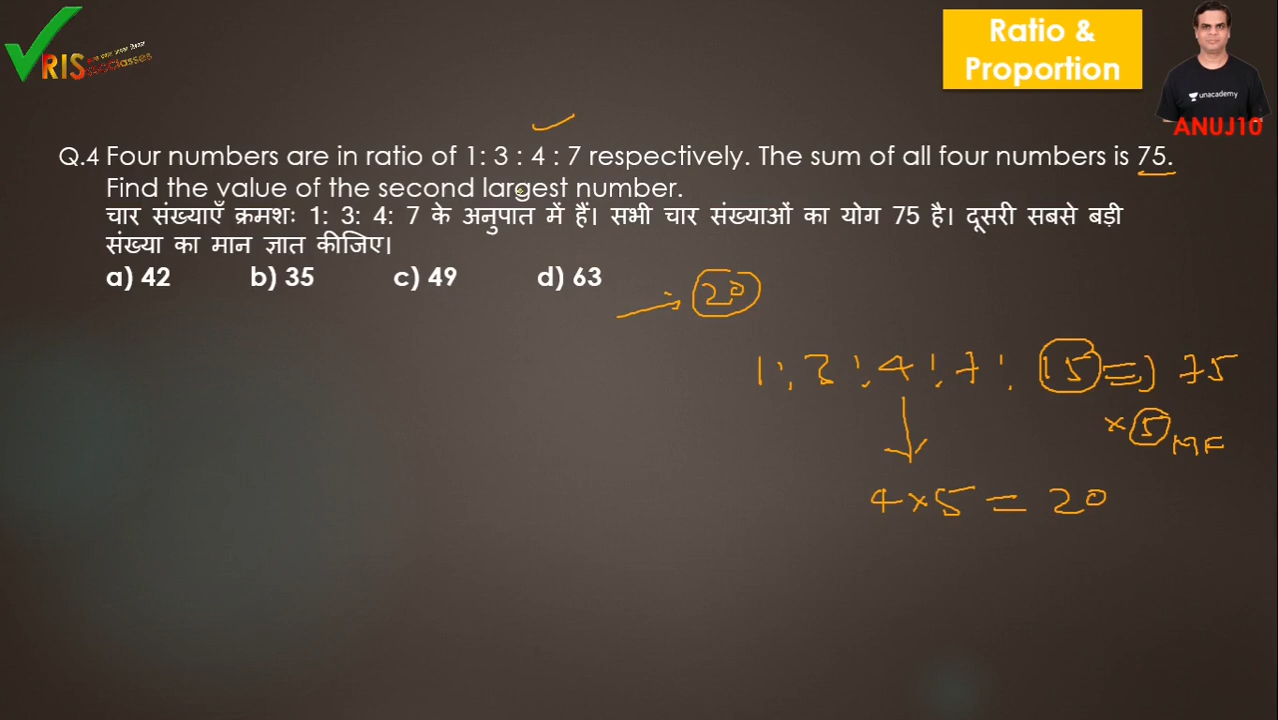 RIS
Ratio &
Proportion
unacademy
ANUJ10
Q.4 Four numbers are in ratio of 1: 3 : 4 : 7 respectively. The sum of all four numbers is 75.
Find the value of the second largest number.
चार संख्याएँ क्रमशः 1: 3: 4: 7 के अनुपात में हैं। सभी चार संख्याओं का योग 75 है। दूसरी सबसे बड़ी
संख्या का मान ज्ञात कीजिए।
a) 42 b) 35 c) 49 d) 63
20
1 : 3 : 4 : 7 : 15 => 75
× 5 MF
4 × 5 = 20